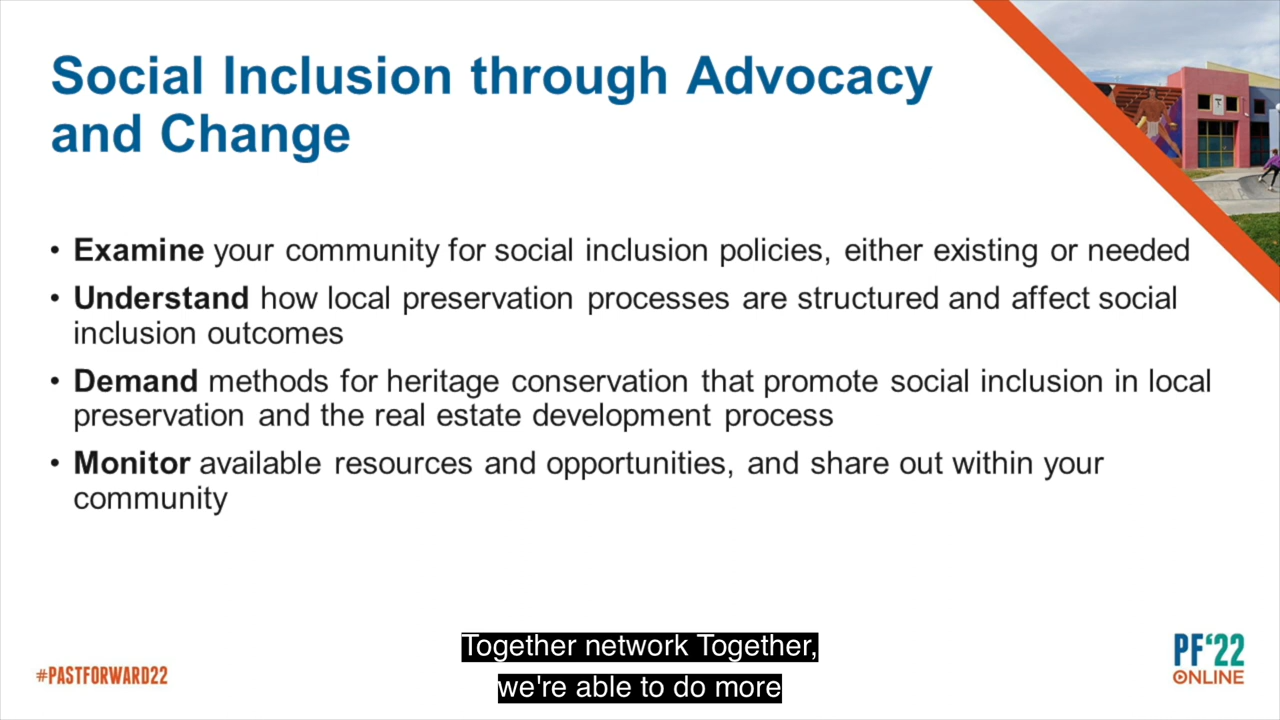 Social Inclusion through Advocacy
and Change
• Examine your community for social inclusion policies, either existing or needed
• Understand how local preservation processes are structured and affect social
inclusion outcomes
• Demand methods for heritage conservation that promote social inclusion in local
preservation and the real estate development process
• Monitor available resources and opportunities, and share out within your
community
Together network Together,
we're able to do more
#PASTFORWARD22
PF‘22
ONLINE